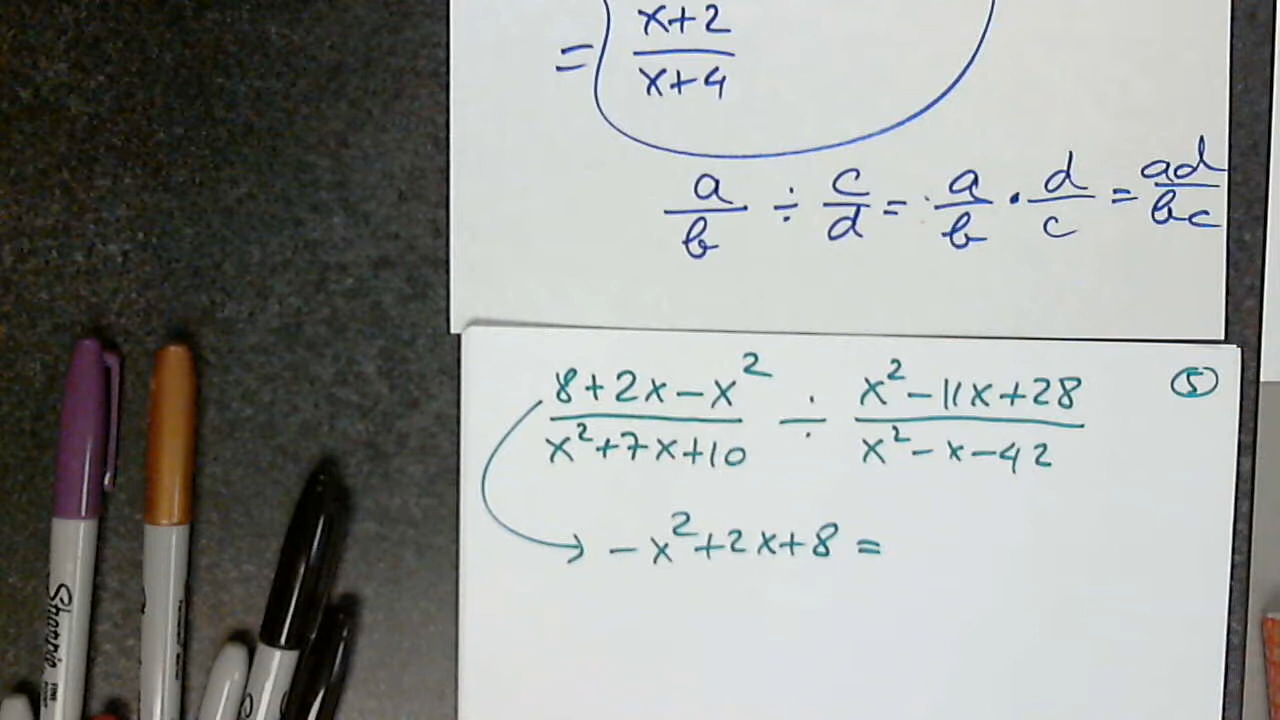 = x+2
x+4
a/b ÷ c/d = a/b · d/c = ad/bc
8+2x-x² / x²+7x+10 ÷ x²-11x+28 / x²-x-42 ⑤
→ -x²+2x+8 =
Sharpie